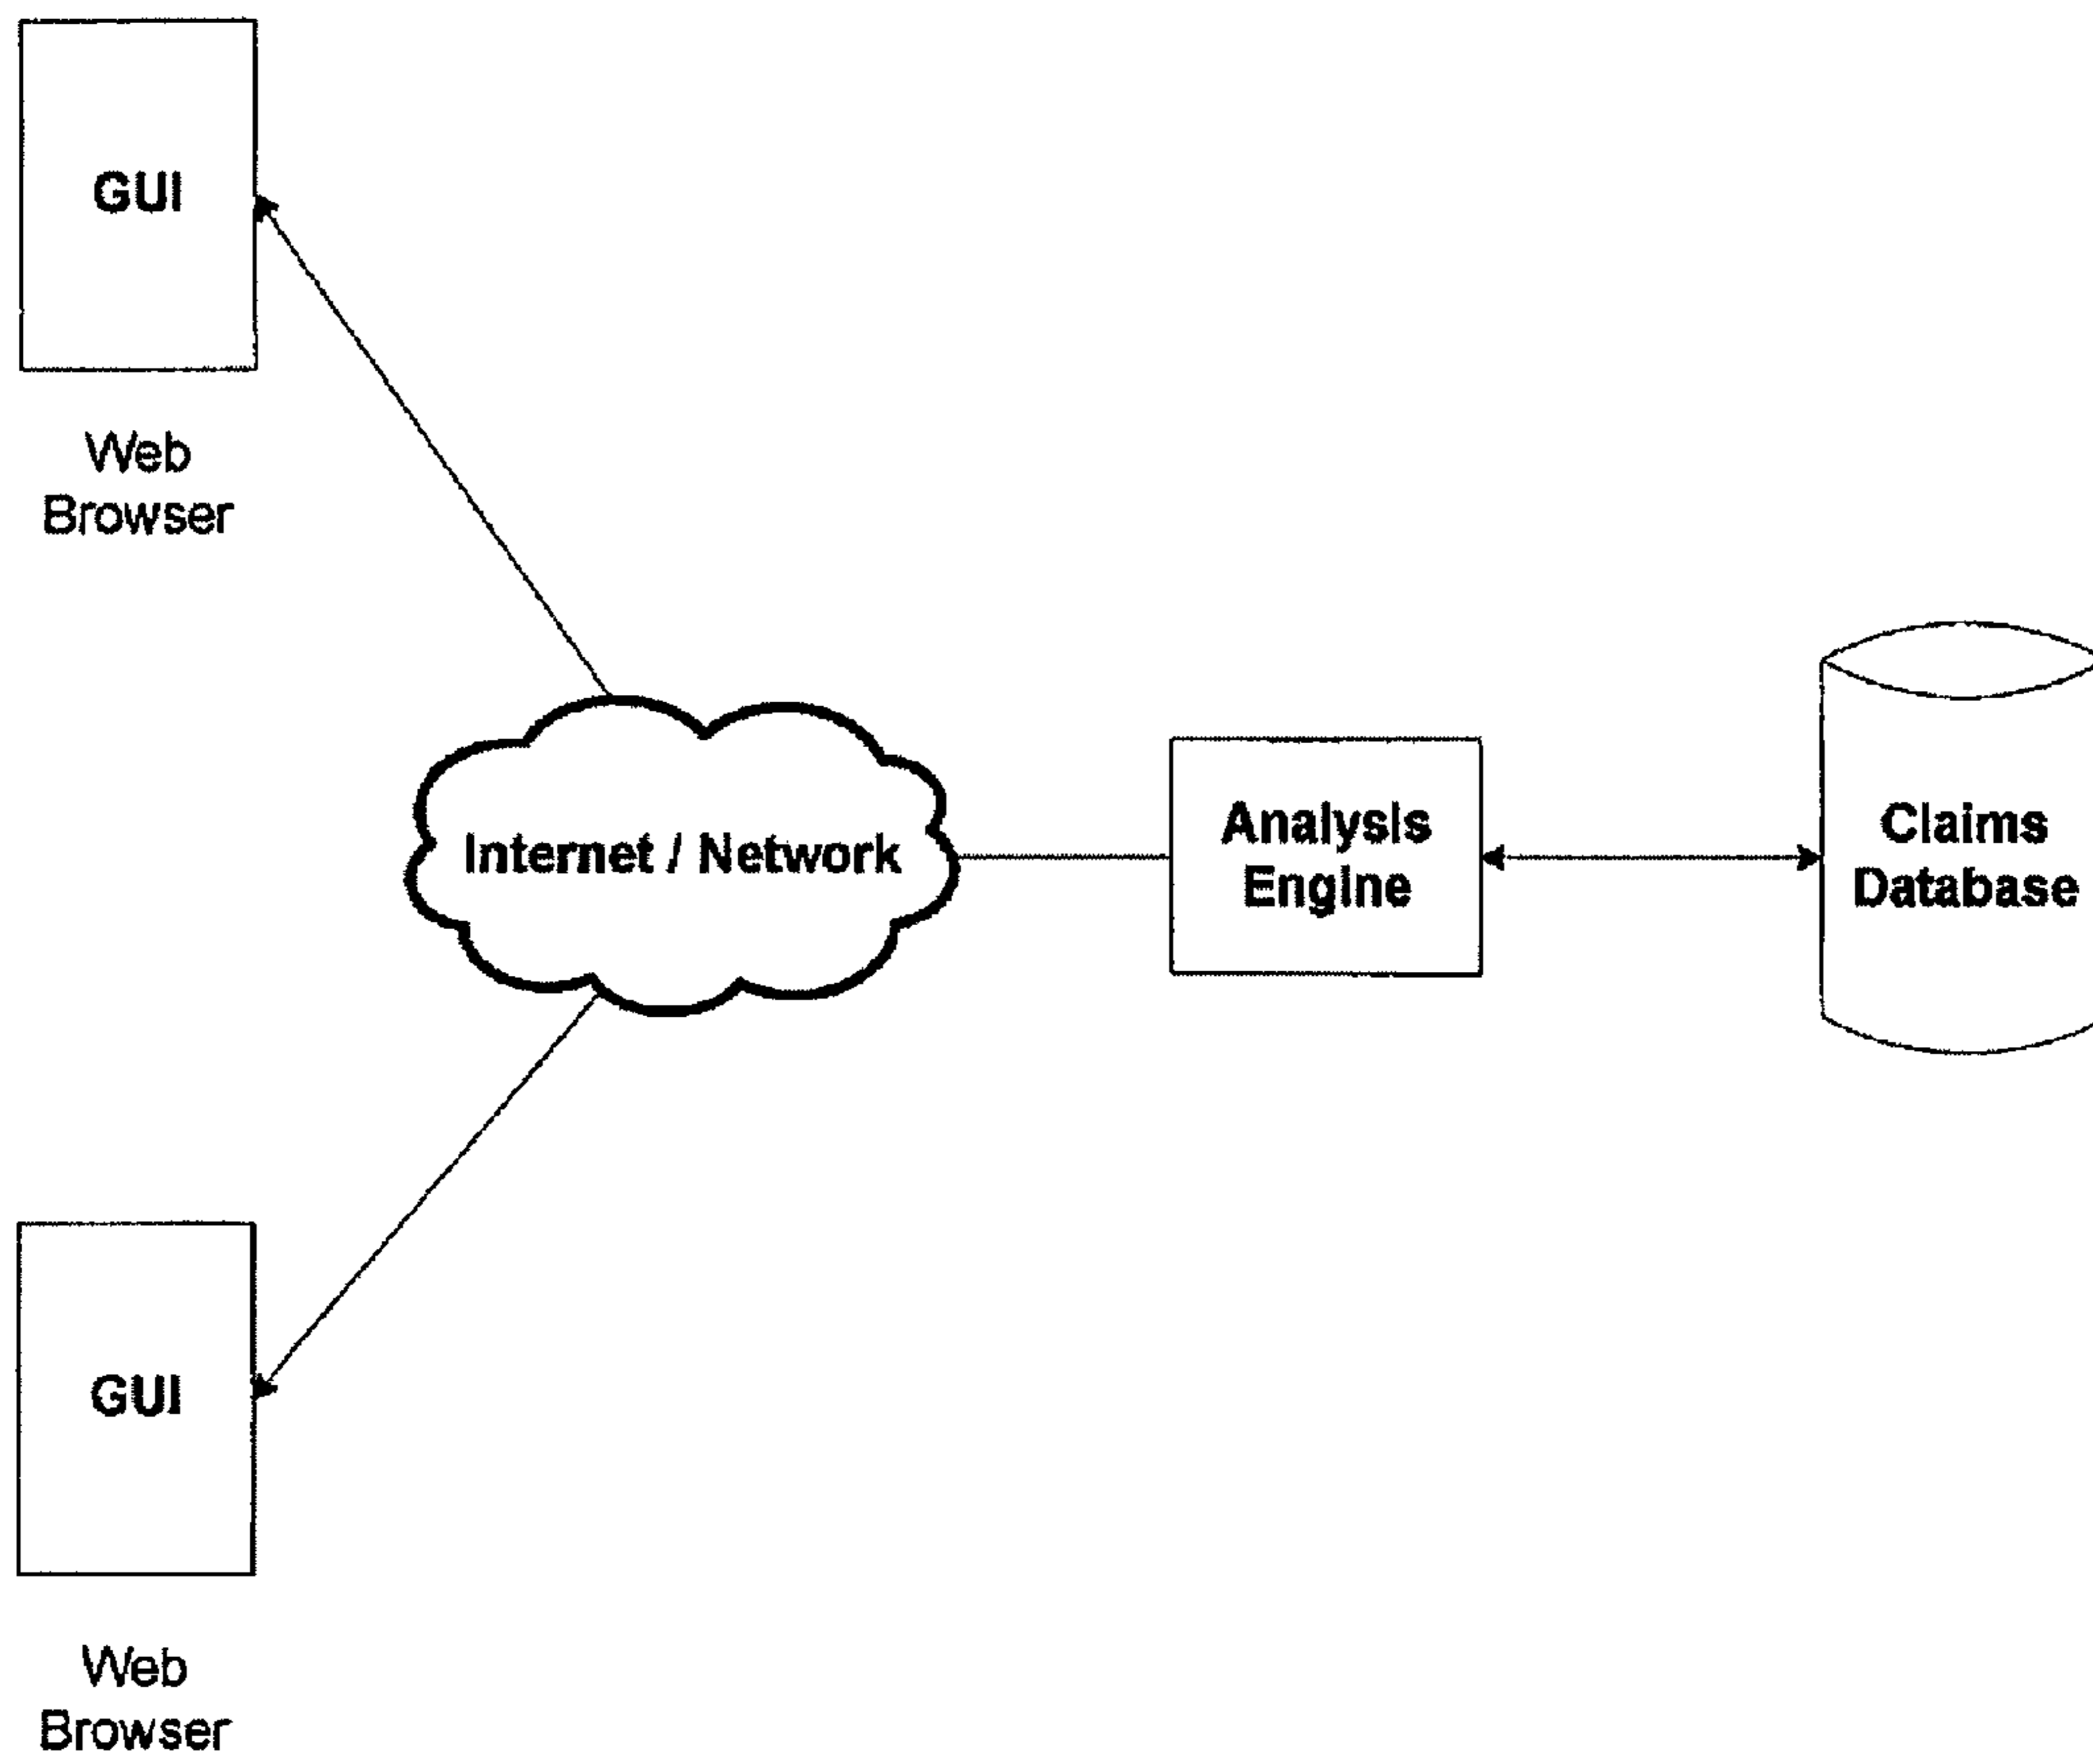 GUI
Web
Browser
Internet / Network
Analysis
Engine
Claims
Database
GUI
Web
Browser